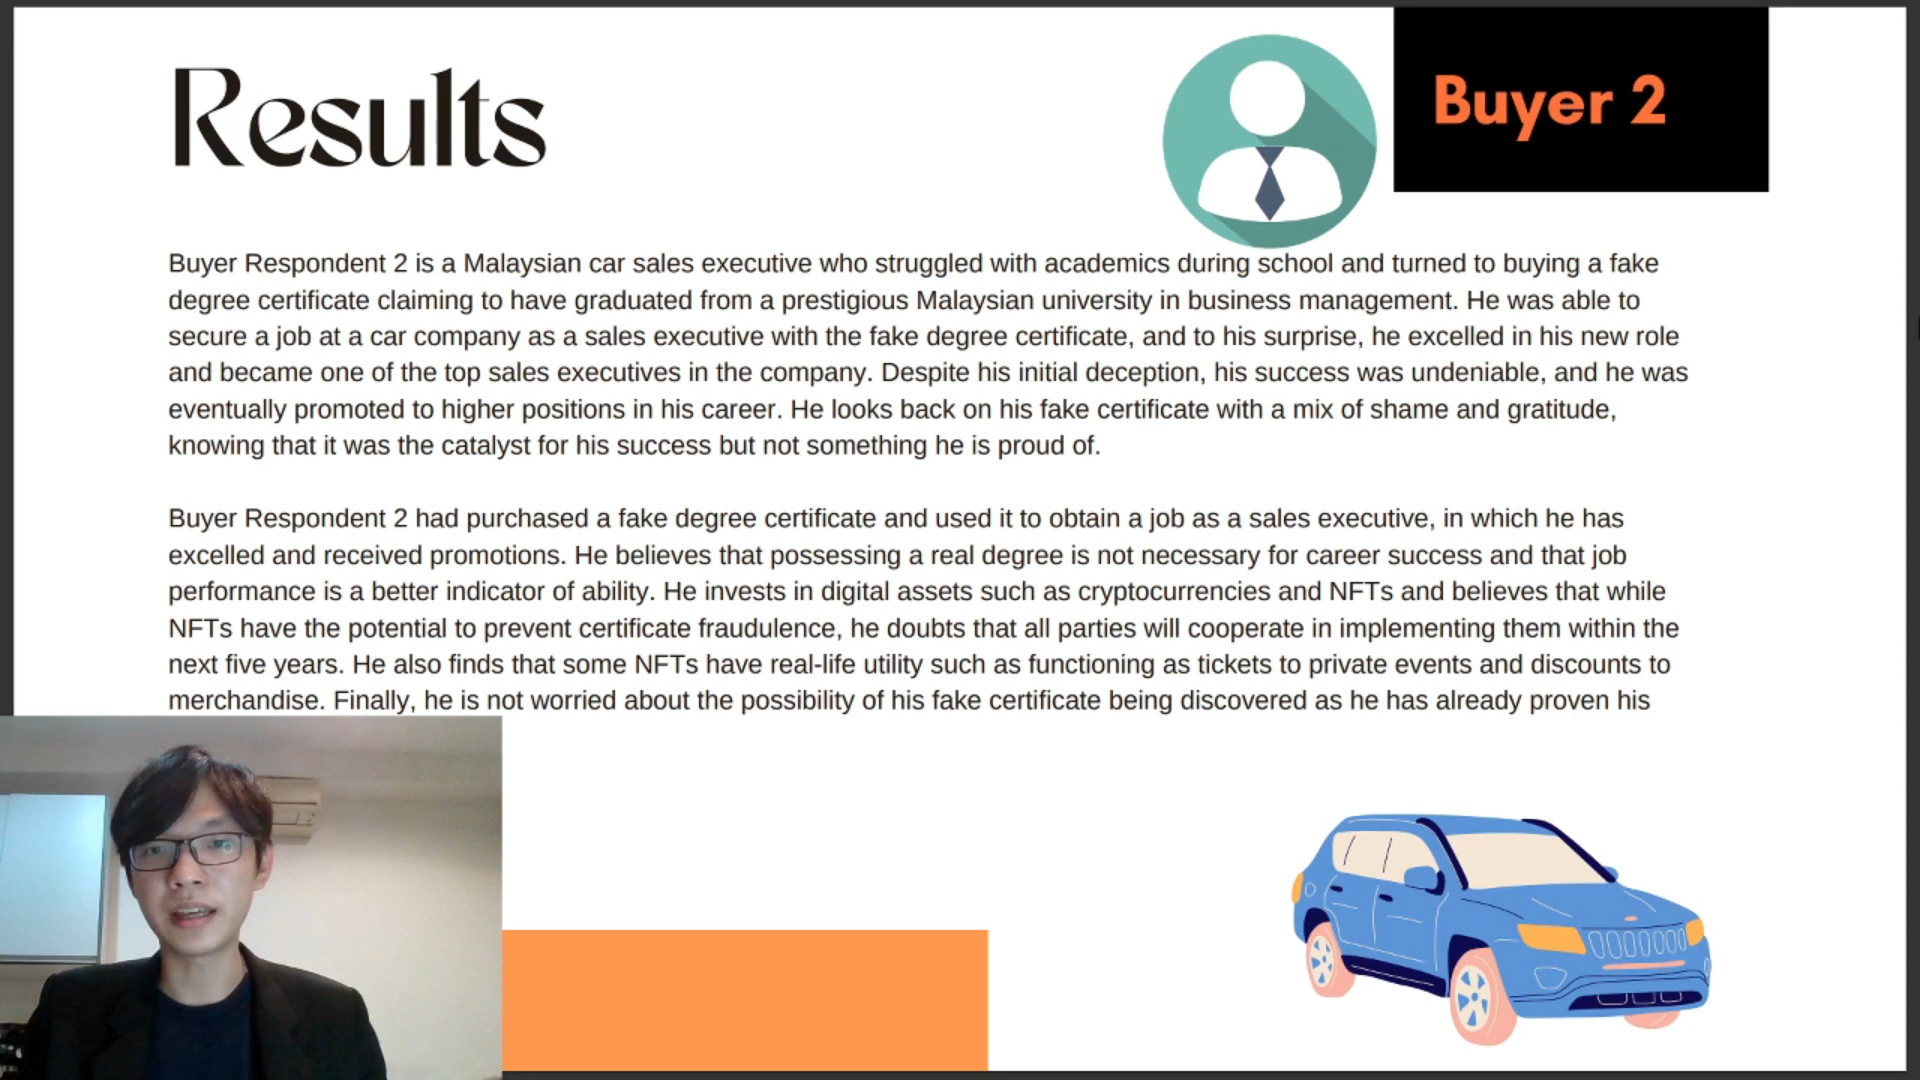 Results
Buyer 2
Buyer Respondent 2 is a Malaysian car sales executive who struggled with academics during school and turned to buying a fake
degree certificate claiming to have graduated from a prestigious Malaysian university in business management. He was able to
secure a job at a car company as a sales executive with the fake degree certificate, and to his surprise, he excelled in his new role
and became one of the top sales executives in the company. Despite his initial deception, his success was undeniable, and he was
eventually promoted to higher positions in his career. He looks back on his fake certificate with a mix of shame and gratitude,
knowing that it was the catalyst for his success but not something he is proud of.
Buyer Respondent 2 had purchased a fake degree certificate and used it to obtain a job as a sales executive, in which he has
excelled and received promotions. He believes that possessing a real degree is not necessary for career success and that job
performance is a better indicator of ability. He invests in digital assets such as cryptocurrencies and NFTs and believes that while
NFTs have the potential to prevent certificate fraudulence, he doubts that all parties will cooperate in implementing them within the
next five years. He also finds that some NFTs have real-life utility such as functioning as tickets to private events and discounts to
merchandise. Finally, he is not worried about the possibility of his fake certificate being discovered as he has already proven his